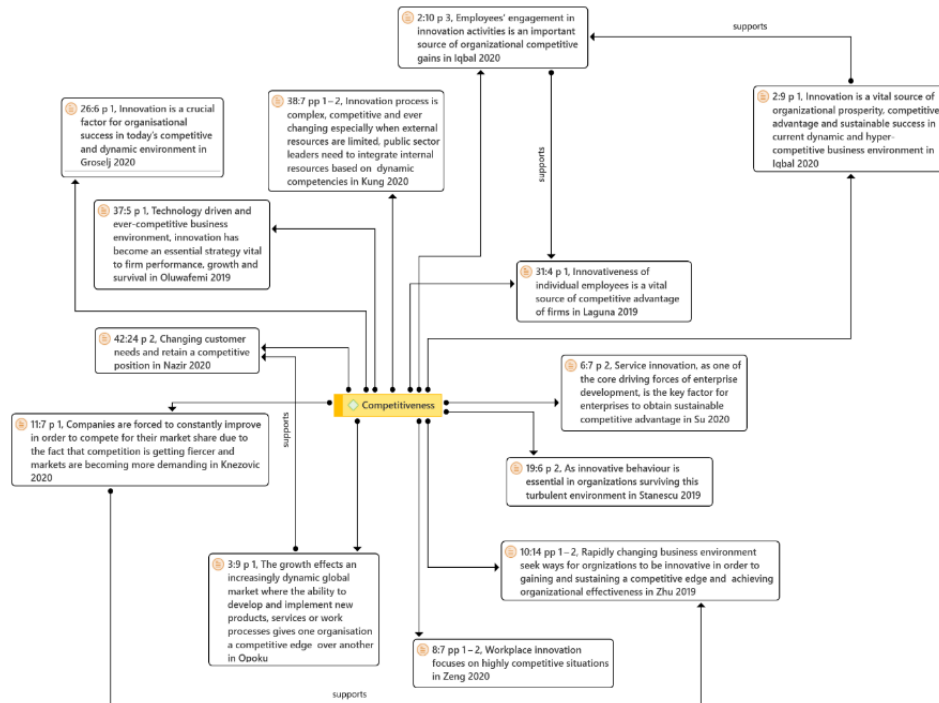 2:10 p 3, Employees' engagement in
innovation activities is an important
source of organizational competitive
gains in Iqbal 2020
supports
26:6 p 1, Innovation is a crucial
factor for organisational
success in today's competitive
and dynamic environment in
Groselj 2020
38:7 pp 1–2, Innovation process is
complex, competitive and ever
changing especially when external
resources are limited, public sector
leaders need to integrate internal
resources based on dynamic
competencies in Kung 2020
2:9 p 1, Innovation is a vital source of
organizational prosperity, competitive
advantage and sustainable success in
current dynamic and hyper-
competitive business environment in
Iqbal 2020
supports
37:5 p 1, Technology driven and
ever-competitive business
environment, innovation has
become an essential strategy vital
to firm performance, growth and
survival in Oluwafemi 2019
31:4 p 1, Innovativeness of
individual employees is a vital
source of competitive advantage
of firms in Laguna 2019
42:24 p 2, Changing customer
needs and retain a competitive
position in Nazir 2020
6:7 p 2, Service innovation, as one of
the core driving forces of enterprise
development, is the key factor for
enterprises to obtain sustainable
competitive advantage in Su 2020
Competitiveness
supports
11:7 p 1, Companies are forced to constantly improve
in order to compete for their market share due to
the fact that competition is getting fiercer and
markets are becoming more demanding in Knezovic
2020
19:6 p 2, As innovative behaviour is
essential in organizations surviving this
turbulent environment in Stanescu 2019
10:14 pp 1–2, Rapidly changing business environment
seek ways for orgnizations to be innovative in order to
gaining and sustaining a competitive edge and achieving
organizational effectiveness in Zhu 2019
3:9 p 1, The growth effects an
increasingly dynamic global
market where the ability to
develop and implement new
products, services or work
processes gives one organisation
a competitive edge over another
in Opoku
8:7 pp 1–2, Workplace innovation
focuses on highly competitive situations
in Zeng 2020
supports